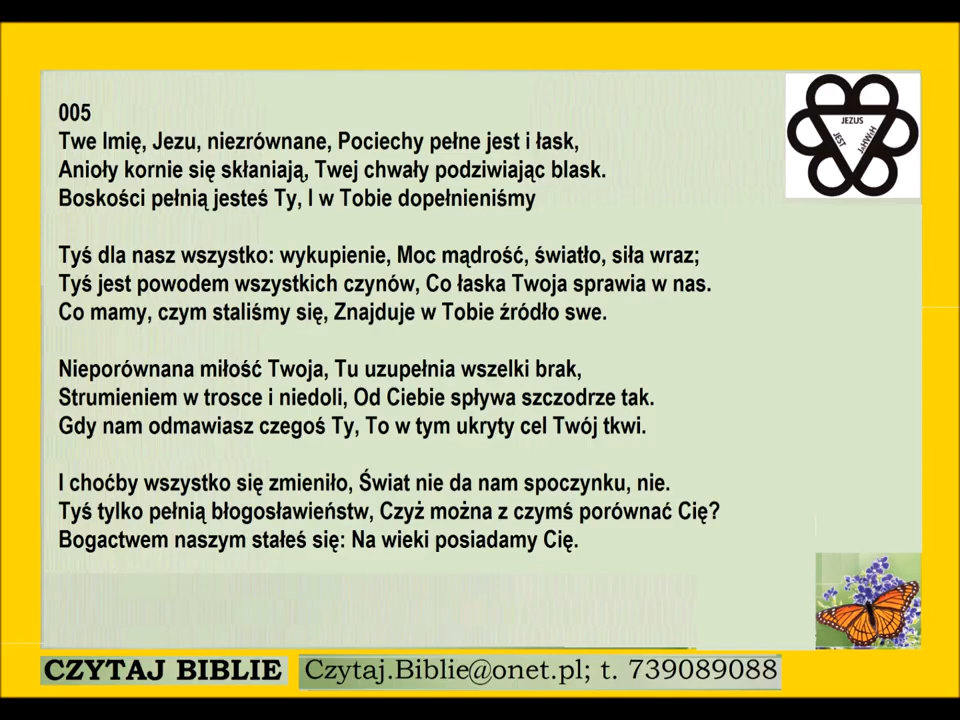 005
Twe Imię, Jezu, niezrównane, Pociechy pełne jest i łask,
Anioły kornie się skłaniają, Twej chwały podziwiając blask.
Boskości pełnią jesteś Ty, I w Tobie dopełnieniśmy
Tyś dla nasz wszystko: wykupienie, Moc mądrość, światło, siła wraz;
Tyś jest powodem wszystkich czynów, Co łaska Twoja sprawia w nas.
Co mamy, czym staliśmy się, Znajduje w Tobie źródło swe.
Nieporównana miłość Twoja, Tu uzupełnia wszelki brak,
Strumieniem w trosce i niedoli, Od Ciebie spływa szczodrze tak.
Gdy nam odmawiasz czegoś Ty, To w tym ukryty cel Twój tkwi.
I choćby wszystko się zmieniło, Świat nie da nam spoczynku, nie.
Tyś tylko pełnią błogosławieństw, Czyż można z czymś porównać Cię?
Bogactwem naszym stałeś się: Na wieki posiadamy Cię.
JEZUS
JEST
JaHWeH
CZYTAJ BIBLIE
Czytaj.Biblie@onet.pl; t. 739089088